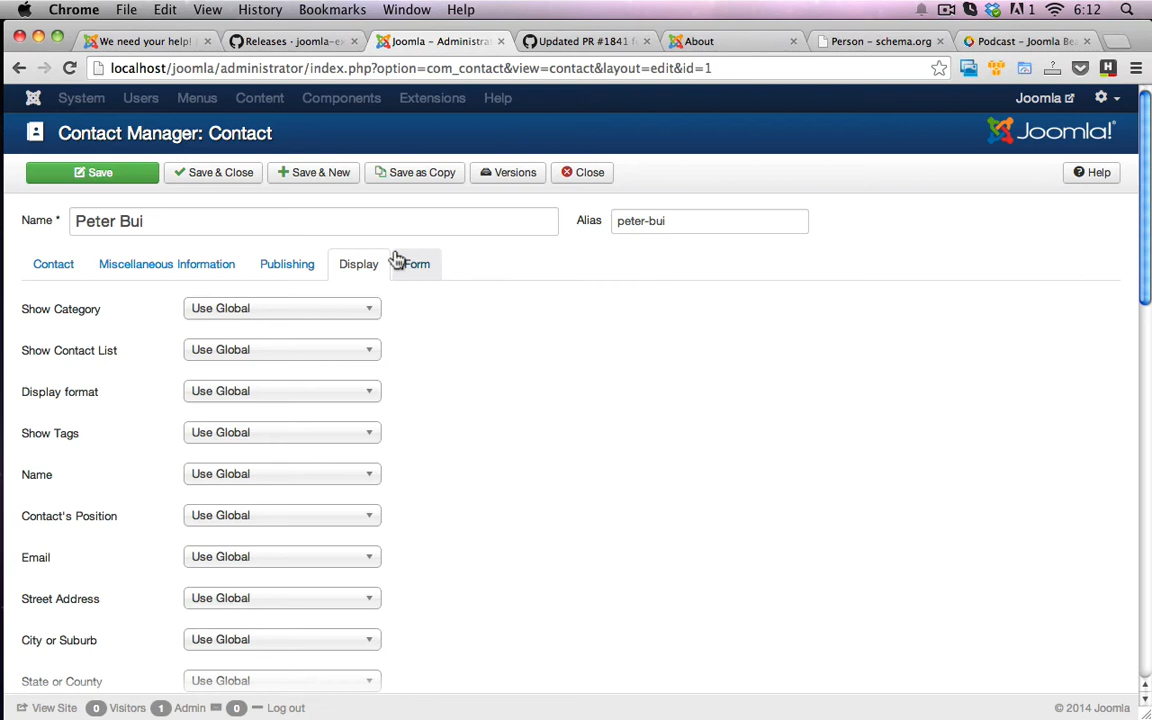 Chrome File Edit View History Bookmarks Window Help 1 6:12
We need your help! Releases · joomla-ex Joomla - Administra Updated PR #1841 f About Person - schema.org Podcast - Joomla Be
localhost/joomla/administrator/index.php?option=com_contact&view=contact&layout=edit&id=1
System Users Menus Content Components Extensions Help Joomla
Contact Manager: Contact Joomla!
Save Save & Close Save & New Save as Copy Versions Close Help
Name * Peter Bui Alias peter-bui
Contact Miscellaneous Information Publishing Display Form
Show Category Use Global
Show Contact List Use Global
Display format Use Global
Show Tags Use Global
Name Use Global
Contact's Position Use Global
Email Use Global
Street Address Use Global
City or Suburb Use Global
State or County Use Global
View Site 0 Visitors 1 Admin 0 Log out © 2014 Joomla